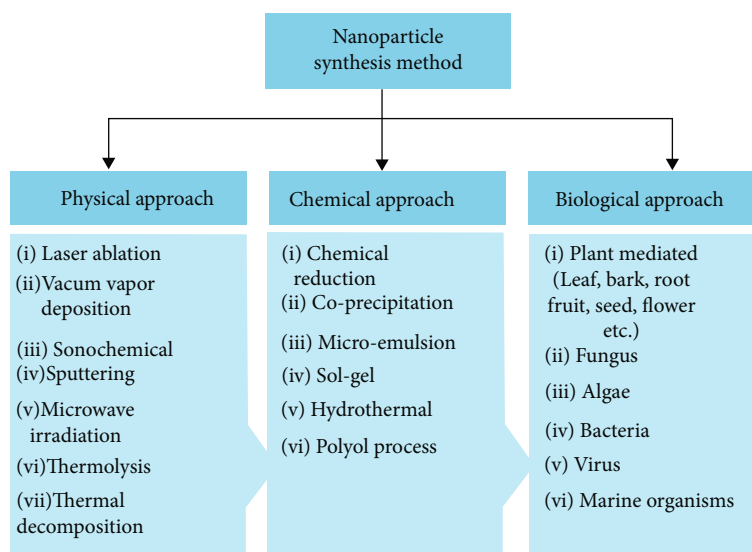 Nanoparticle
synthesis method
Physical approach
(i) Laser ablation
(ii)Vacum vapor
deposition
(iii) Sonochemical
(iv)Sputtering
(v)Microwave
irradiation
(vi)Thermolysis
(vii)Thermal
decomposition
Chemical approach
(i) Chemical
reduction
(ii) Co-precipitation
(iii) Micro-emulsion
(iv) Sol-gel
(v) Hydrothermal
(vi) Polyol process
Biological approach
(i) Plant mediated
(Leaf, bark, root
fruit, seed, flower
etc.)
(ii) Fungus
(iii) Algae
(iv) Bacteria
(v) Virus
(vi) Marine organisms